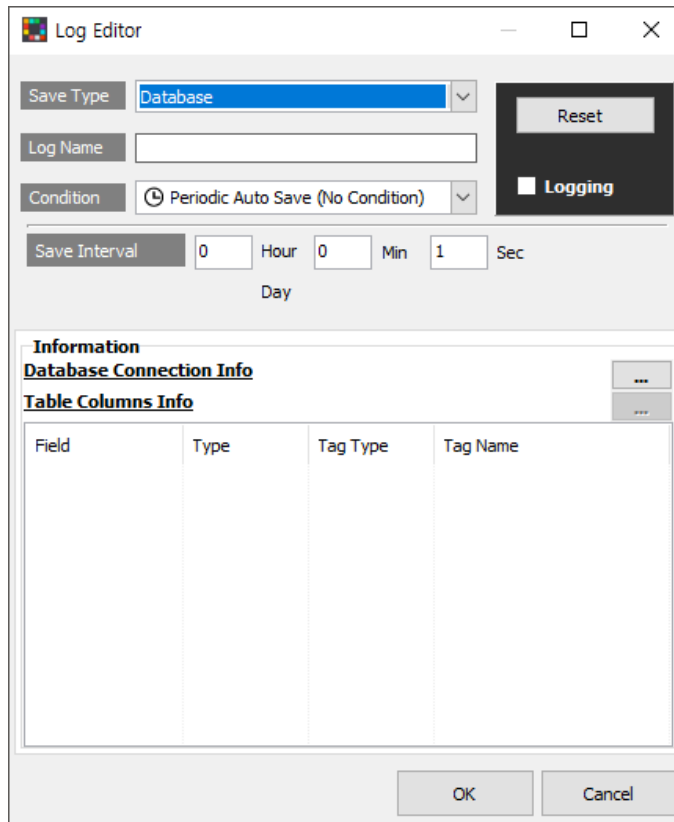 Log Editor
Save Type Database
Reset
Log Name
Logging
Condition Periodic Auto Save (No Condition)
Save Interval 0 Hour 0 Min 1 Sec
Day
Information
Database Connection Info ...
Table Columns Info ...
Field Type Tag Type Tag Name
OK Cancel